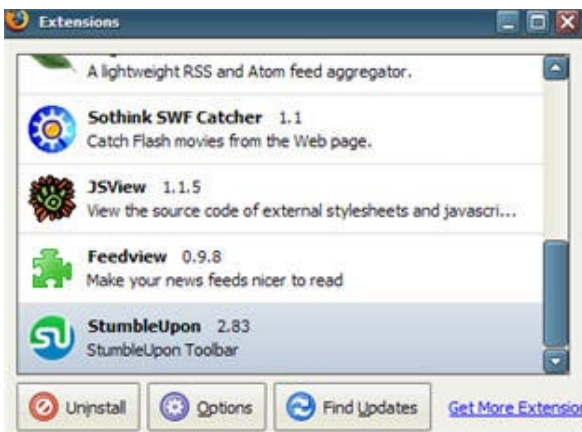 Extensions
A lightweight RSS and Atom feed aggregator.
Sothink SWF Catcher 1.1
Catch Flash movies from the Web page.
JSView 1.1.5
View the source code of external stylesheets and javascri...
Feedview 0.9.8
Make your news feeds nicer to read
StumbleUpon 2.83
StumbleUpon Toolbar
Uninstall Options Find Updates Get More Extensio